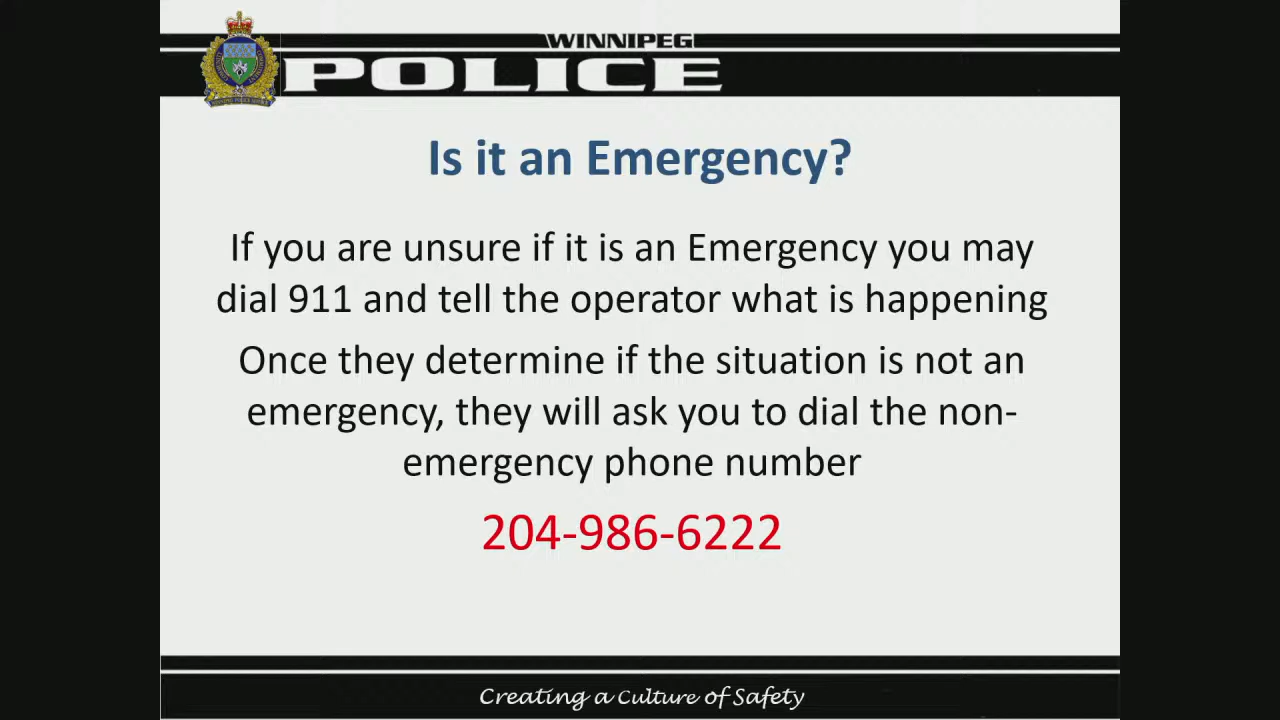 WINNIPEG
POLICE
Is it an Emergency?
If you are unsure if it is an Emergency you may
dial 911 and tell the operator what is happening
Once they determine if the situation is not an
emergency, they will ask you to dial the non-
emergency phone number
204-986-6222
Creating a Culture of Safety